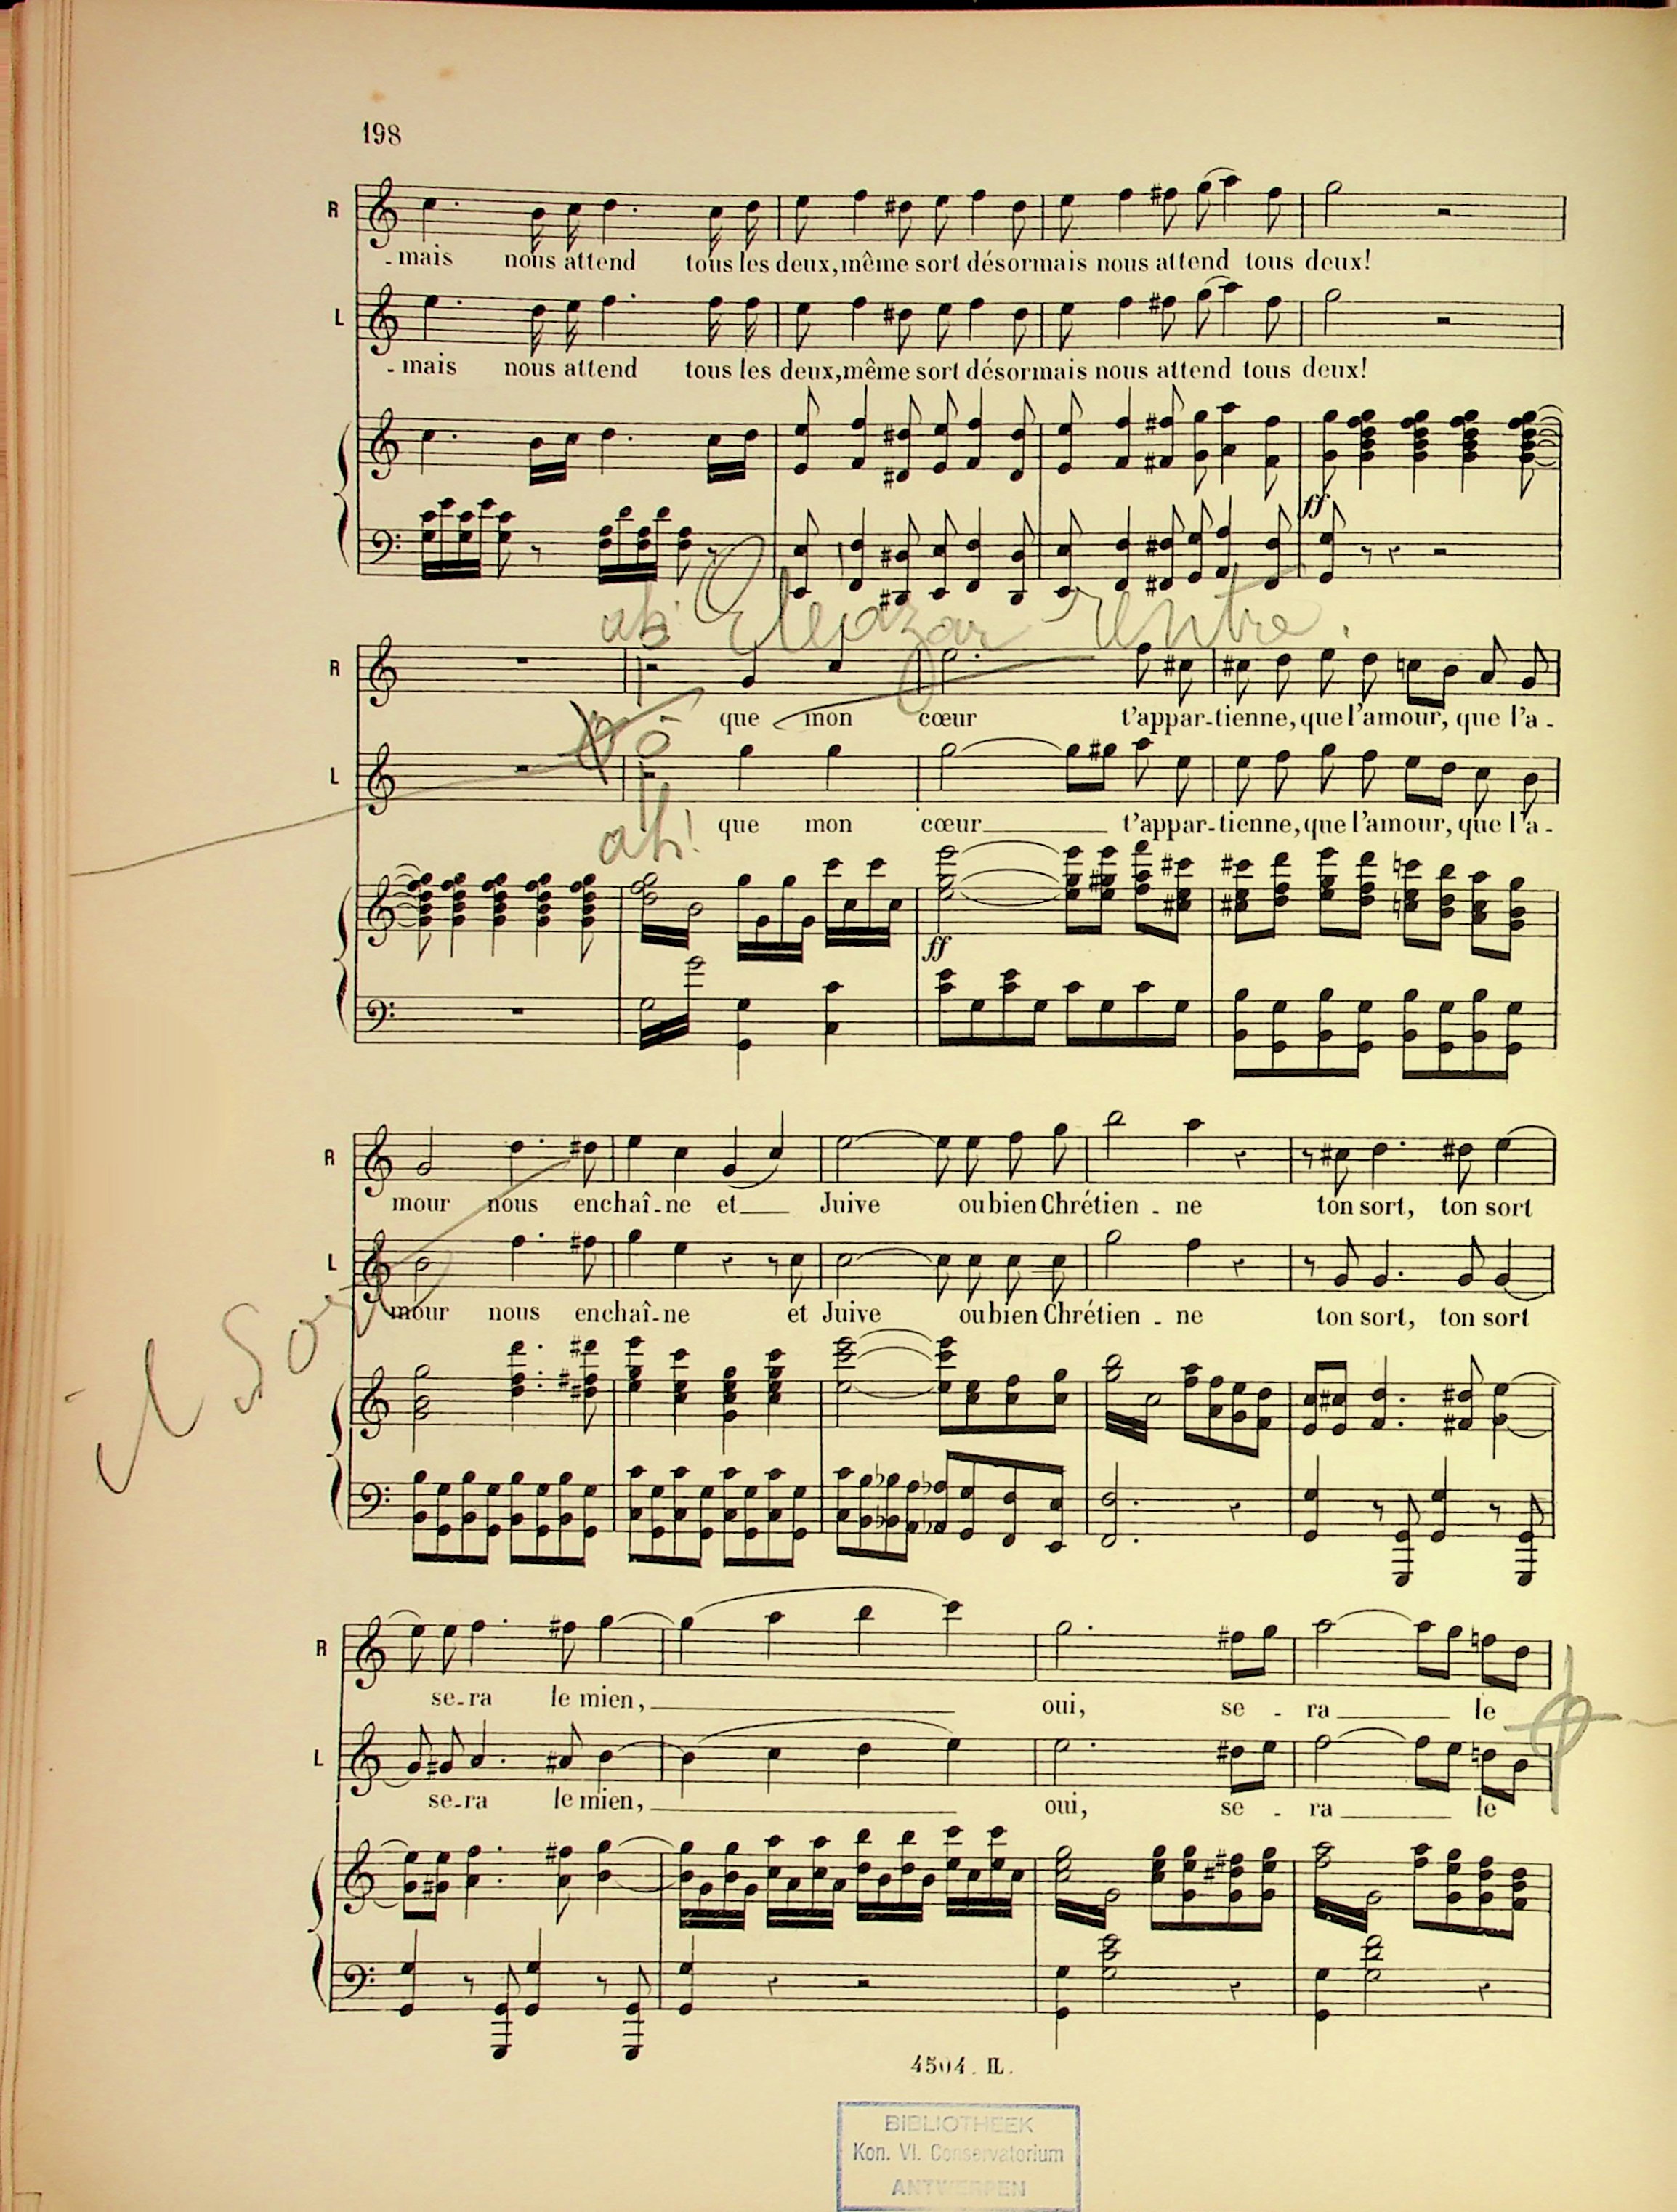 198
R
- mais nous attend tous les deux, même sort désormais nous attend tous deux!
L
- mais nous attend tous les deux, même sort désormais nous attend tous deux!
ff
ah! Eleazar rentre.
R
que mon cœur t'appar-tienne, que l'amour, que l'a-
ô
L
ah! que mon cœur t'appar-tienne, que l'amour, que l'a-
ff
R
mour nous enchaî-ne et Juive ou bien Chrétien - ne ton sort, ton sort
L
mour nous enchaî-ne et Juive ou bien Chrétien - ne ton sort, ton sort
il sort
R
se-ra le mien, oui, se - ra le
L
se-ra le mien, oui, se - ra le
4504. IL.
BIBLIOTHEEK
Kon. Vl. Conservatorium
ANTWERPEN